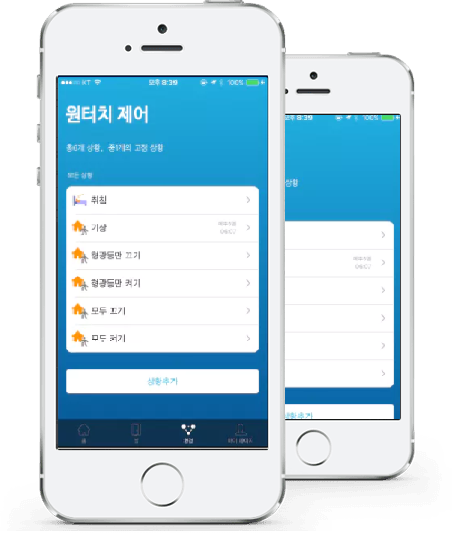 KT 오후 8:39 100%
원터치 제어
총6개 상황, 총1개의 고정 상황
모든 상황
취침
기상
형광등만 끄기
형광등만 켜기
모두 끄기
모두 켜기
상황추가
홈
방
환경
오후 8:39 100%
상황
상황추가